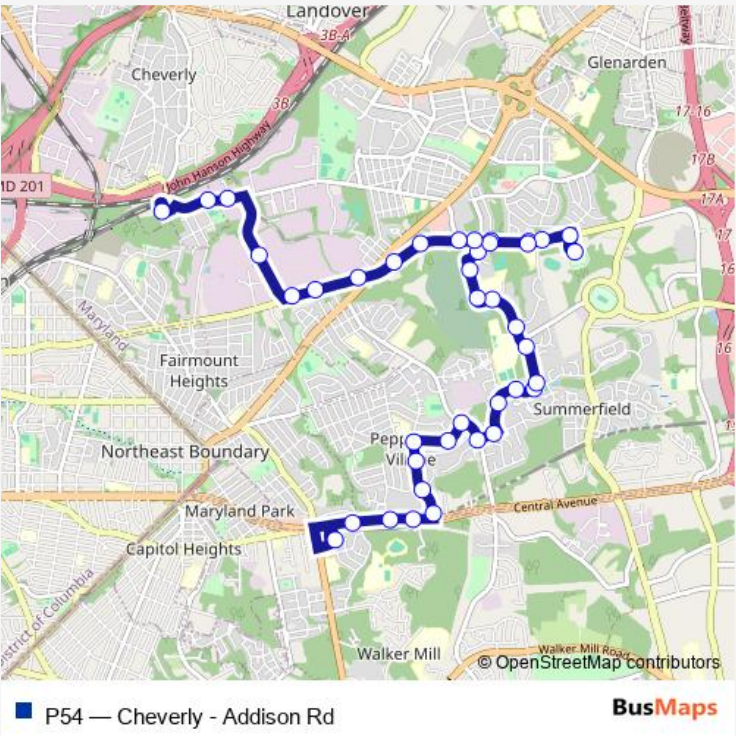 Landover
3B-A
Beltway
Glenarden
Cheverly
3B
17-16
John Hanson Highway
17B
MD 201
17A
17
16
Maryland
16
Fairmount
Heights
Summerfield
Northeast Boundary
Central Avenue
Maryland Park
Capitol Heights
District of Columbia
Walker Mill
Walker Mill Road
© OpenStreetMap contributors
P54 — Cheverly - Addison Rd
BusMaps